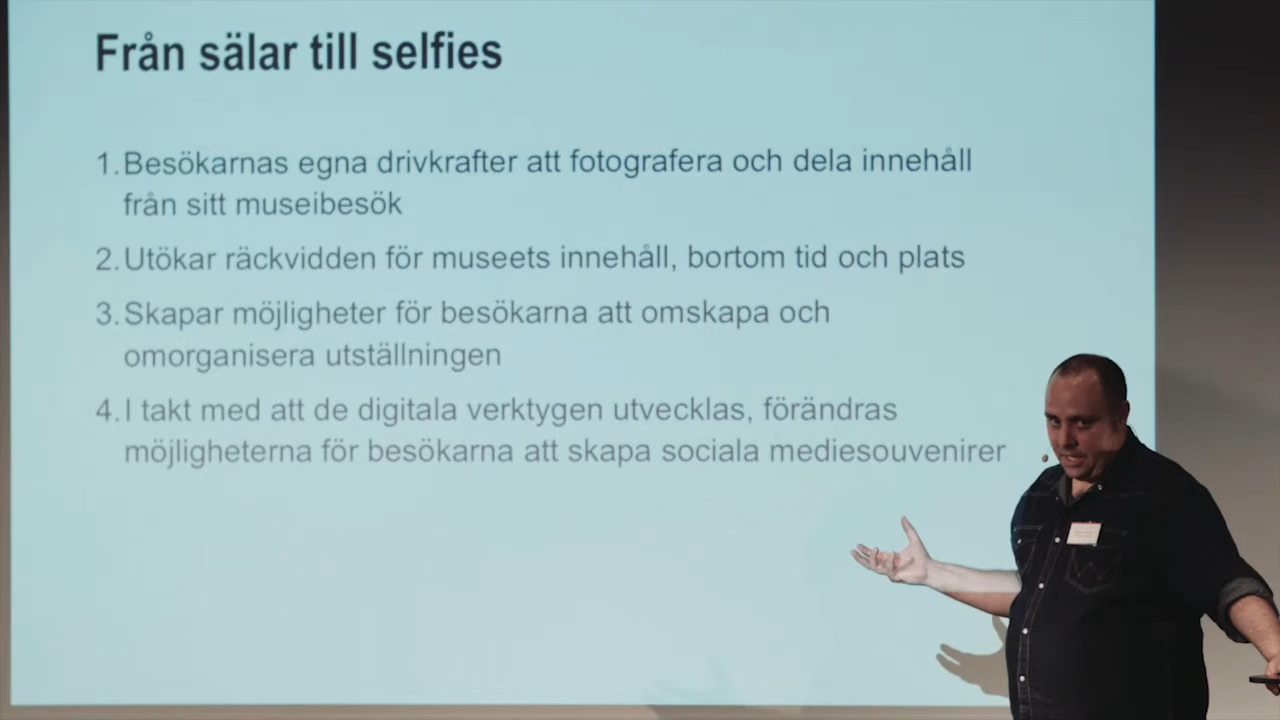 Från sälar till selfies
1. Besökarnas egna drivkrafter att fotografera och dela innehåll
från sitt museibesök
2. Utökar räckvidden för museets innehåll, bortom tid och plats
3. Skapar möjligheter för besökarna att omskapa och
omorganisera utställningen
4. I takt med att de digitala verktygen utvecklas, förändras
möjligheterna för besökarna att skapa sociala mediesouvenirer